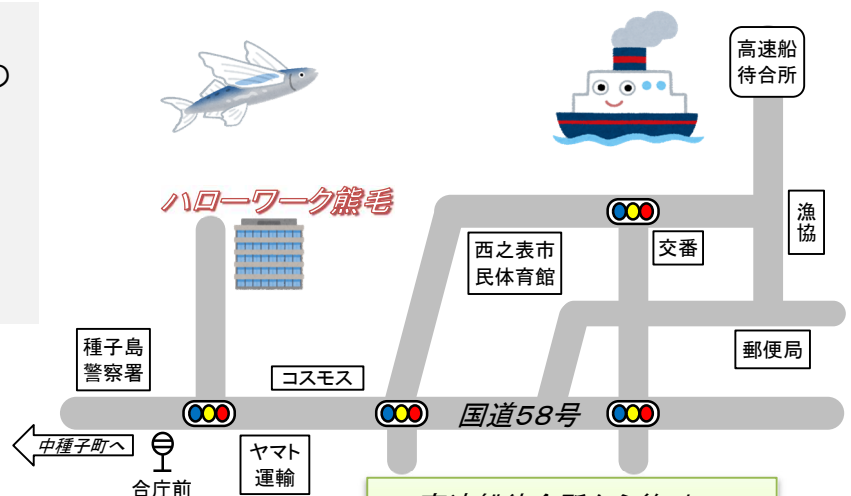 の
高速船
待合所
ハローワーク熊毛
漁
協
西之表市
民体育館
交番
種子島
警察署
コスモス
郵便局
国道58号
中種子町へ
合庁前
ヤマト
運輸